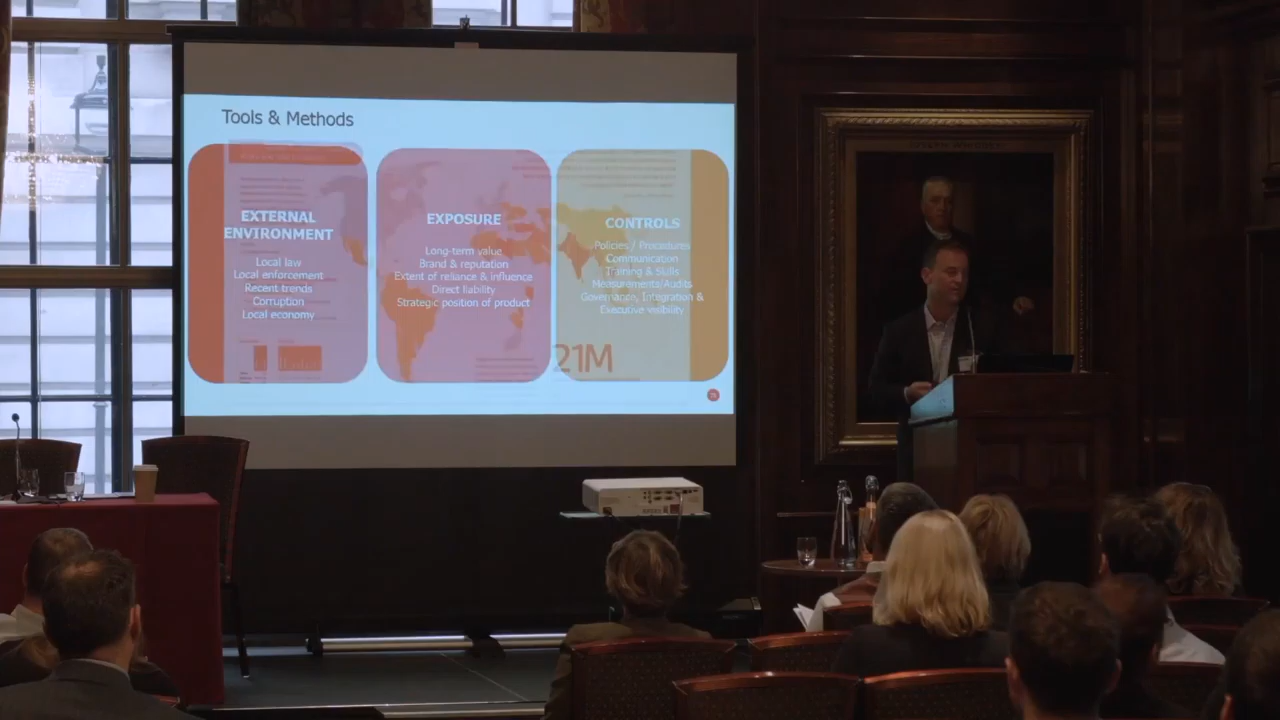 Tools & Methods
EXTERNAL
ENVIRONMENT
Local law
Local enforcement
Recent trends
Corruption
Local economy
EXPOSURE
Long-term value
Brand & reputation
Extent of reliance & influence
Direct liability
Strategic position of product
CONTROLS
Policies / Procedures
Communication
Training & Skills
Measurements/Audits
Governance, Integration &
Executive visibility
21M